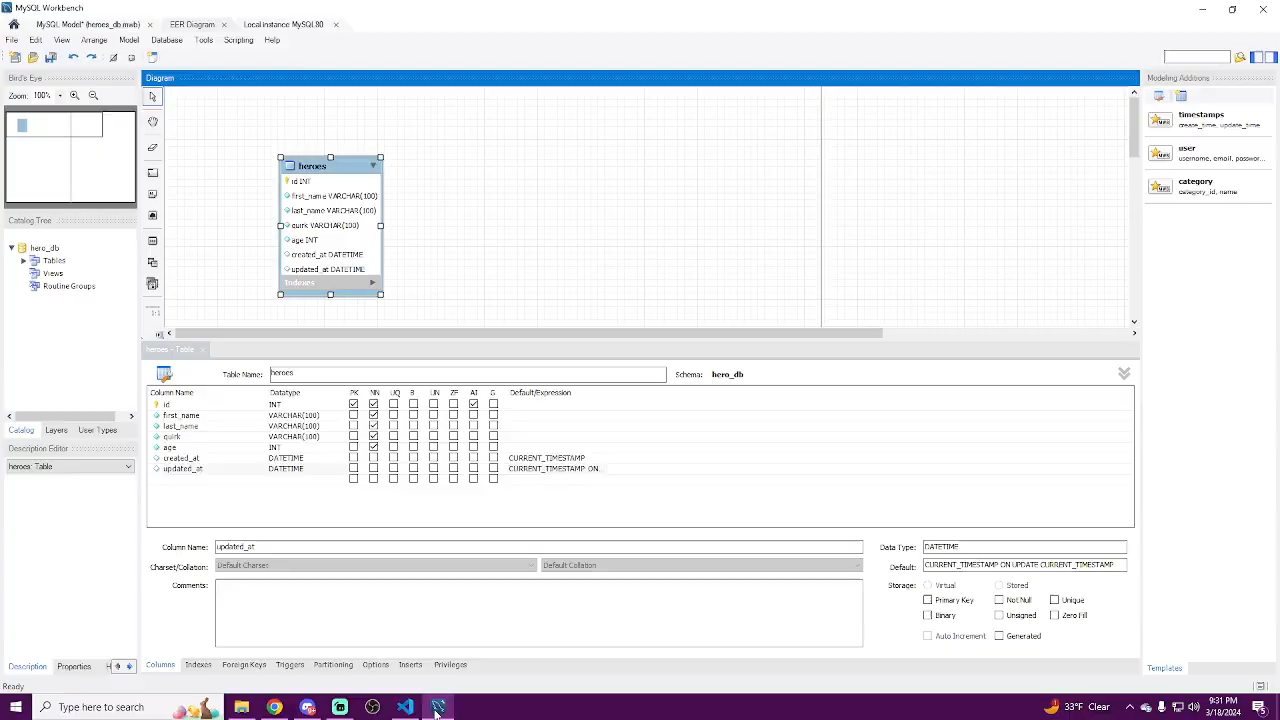 MySQL Workbench
MySQL Model* (heroes_db.mwb) × EER Diagram × Local instance MySQL80 ×
File Edit View Arrange Model Database Tools Scripting Help
Bird's Eye
Diagram
Modeling Additions
Zoom: 100%
timestamps
create_time, update_time
user
username, email, passwor...
category
category_id, name
heroes
id INT
first_name VARCHAR(100)
last_name VARCHAR(100)
quirk VARCHAR(100)
age INT
created_at DATETIME
updated_at DATETIME
Indexes
Catalog Tree
hero_db
Tables
Views
Routine Groups
1:1
heroes - Table ×
Table Name: heroes Schema: hero_db
Column Name Datatype PK NN UQ B UN ZF AI G Default/Expression
id INT
first_name VARCHAR(100)
last_name VARCHAR(100)
quirk VARCHAR(100)
age INT
created_at DATETIME CURRENT_TIMESTAMP
updated_at DATETIME CURRENT_TIMESTAMP ON...
Catalog Layers User Types
Description Editor
heroes: Table
Column Name: updated_at Data Type: DATETIME
Charset/Collation: Default Charset Default Collation Default: CURRENT_TIMESTAMP ON UPDATE CURRENT_TIMESTAMP
Comments: Storage: Virtual Stored
Primary Key Not Null Unique
Binary Unsigned Zero Fill
Auto Increment Generated
Description Properties H
Columns Indexes Foreign Keys Triggers Partitioning Options Inserts Privileges
Templates
Ready
Type here to search
33°F Clear
9:31 PM
3/18/2024